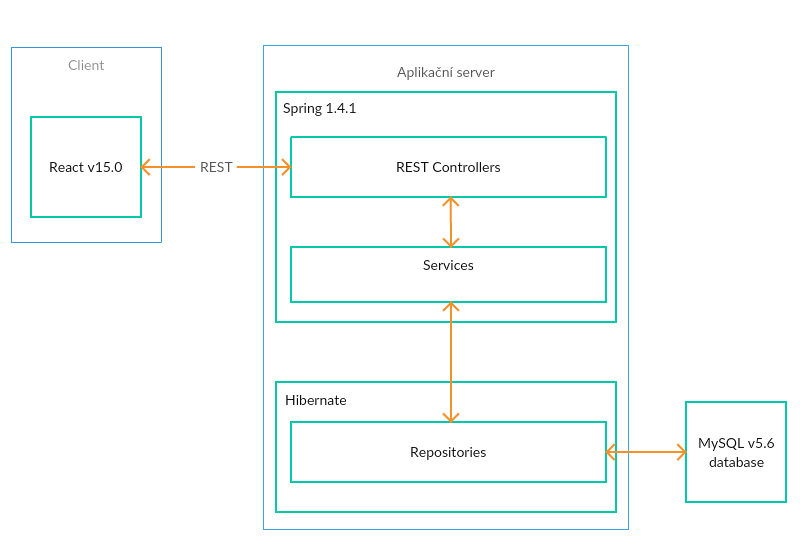 Client
React v15.0
REST
Aplikační server
Spring 1.4.1
REST Controllers
Services
Hibernate
Repositories
MySQL v5.6
database